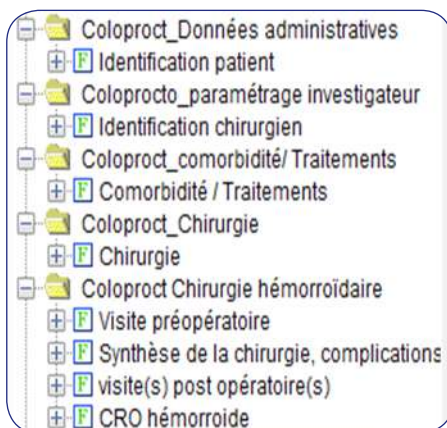 Coloproct_Données administratives
F Identification patient
Coloprocto_paramétrage investigateur
F Identification chirurgien
Coloproct_comorbidité/ Traitements
F Comorbidité / Traitements
Coloproct_Chirurgie
F Chirurgie
Coloproct Chirurgie hémorroïdaire
F Visite préopératoire
F Synthèse de la chirurgie, complications
F visite(s) post opératoire(s)
F CRO hémorroide